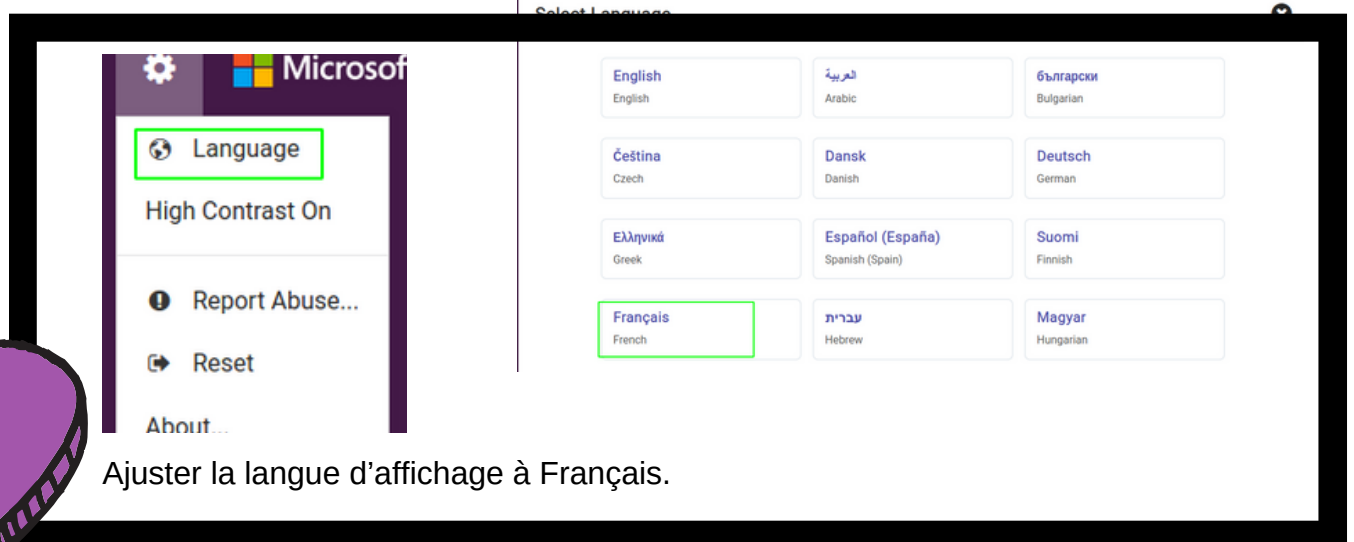 Select Language
Microsof
Language
High Contrast On
Report Abuse...
Reset
About...
English
English
العربية
Arabic
български
Bulgarian
Čeština
Czech
Dansk
Danish
Deutsch
German
Ελληνικά
Greek
Español (España)
Spanish (Spain)
Suomi
Finnish
Français
French
עברית
Hebrew
Magyar
Hungarian
Ajuster la langue d’affichage à Français.